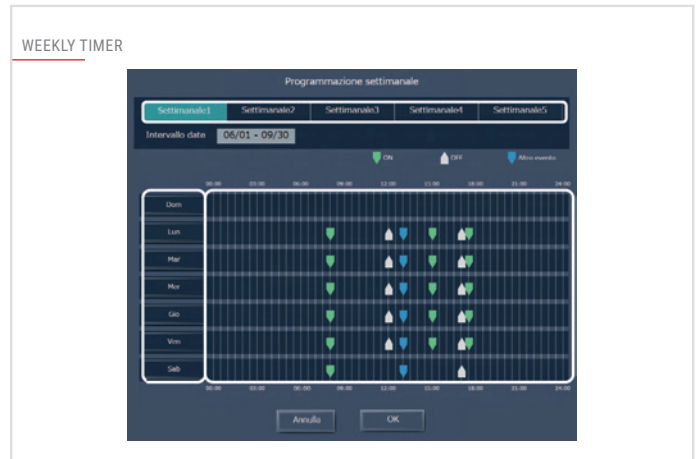 WEEKLY TIMER
Programmazione settimanale
Settimanale1 Settimanale2 Settimanale3 Settimanale4 Settimanale5
Intervallo date 06/01 - 09/30
ON OFF Altro evento
00:00 03:00 06:00 09:00 12:00 15:00 18:00 21:00 24:00
Dom
Lun
Mar
Mer
Gio
Ven
Sab
00:00 03:00 06:00 09:00 12:00 15:00 18:00 21:00 24:00
Annulla OK